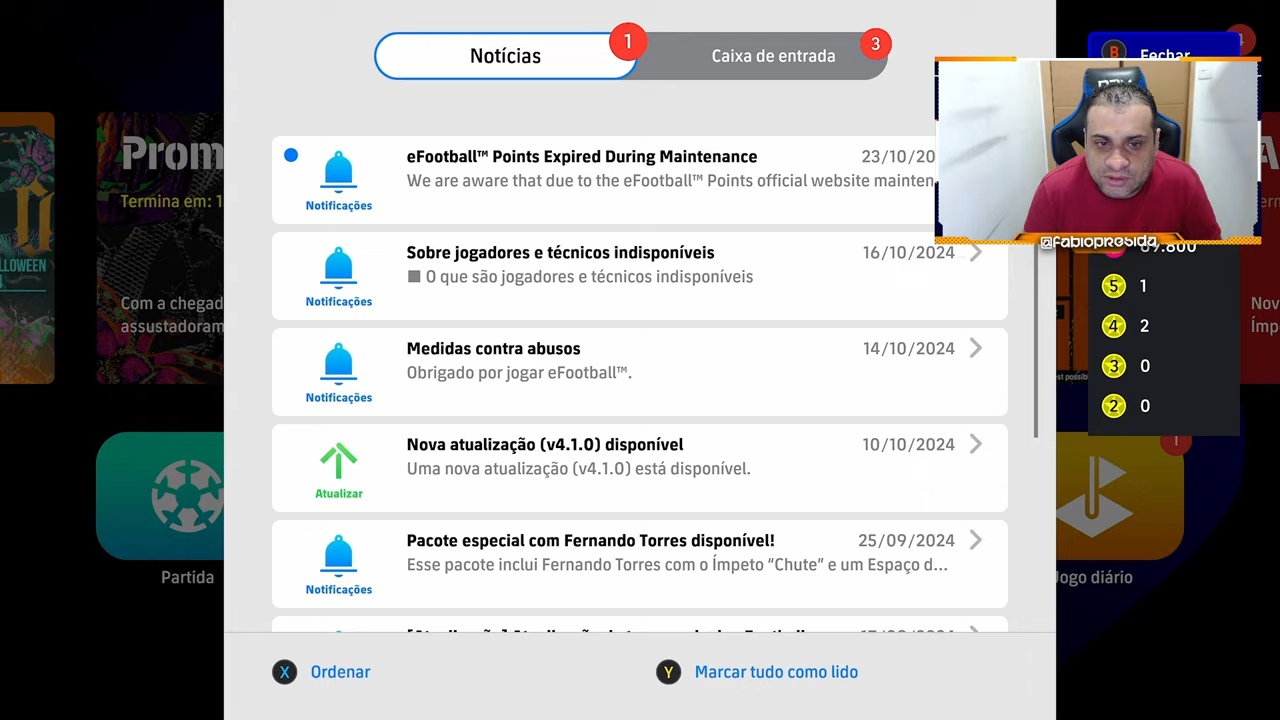 Notícias
1
Caixa de entrada
3
B
Fechar
4
eFootball™ Points Expired During Maintenance
23/10/20
We are aware that due to the eFootball™ Points official website mainten
Notificações
Sobre jogadores e técnicos indisponíveis
16/10/2024
■ O que são jogadores e técnicos indisponíveis
Notificações
Medidas contra abusos
14/10/2024
Obrigado por jogar eFootball™.
Notificações
Nova atualização (v4.1.0) disponível
10/10/2024
Uma nova atualização (v4.1.0) está disponível.
Atualizar
Pacote especial com Fernando Torres disponível!
25/09/2024
Esse pacote inclui Fernando Torres com o Ímpeto “Chute” e um Espaço d...
Notificações
X
Ordenar
Y
Marcar tudo como lido
Prom
Termina em: 1
Com a chegad
assustadoram
HALLOWEEN
Partida
@fabiopresida
69.800
5
1
4
2
3
0
2
0
Nov
Ímp
1
Jogo diário